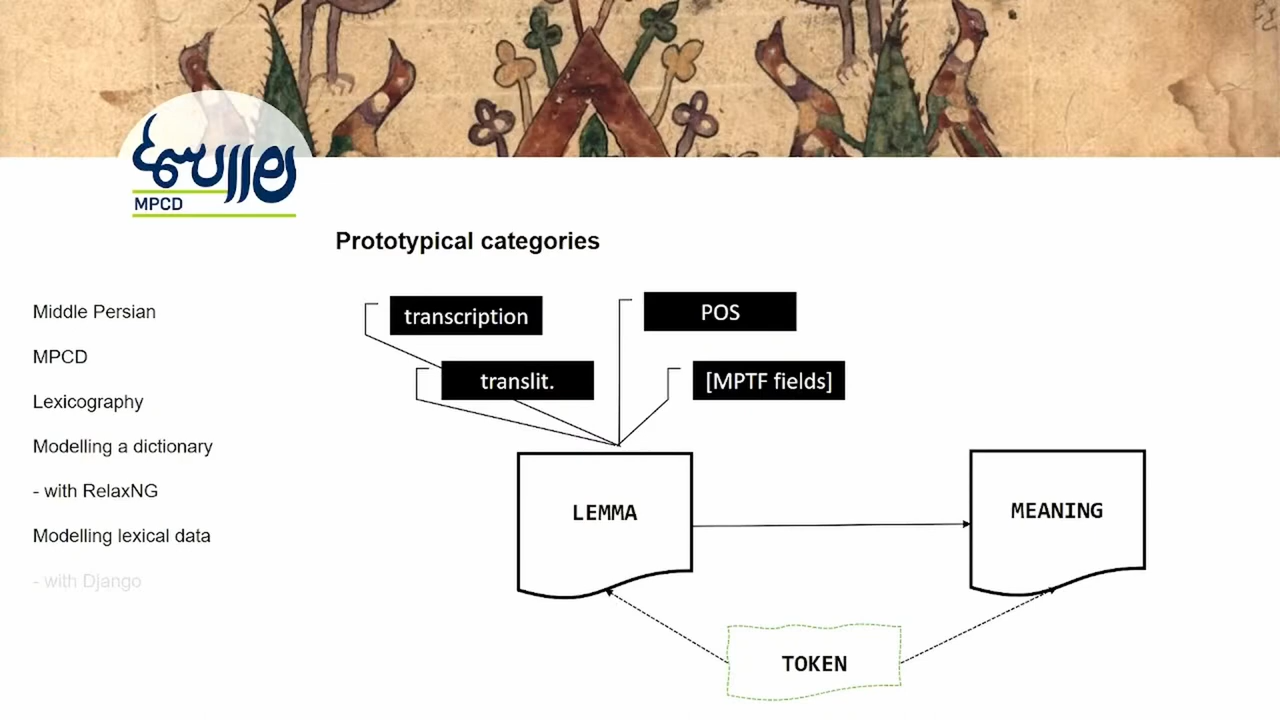 MPCD
Prototypical categories
Middle Persian
MPCD
Lexicography
Modelling a dictionary
- with RelaxNG
Modelling lexical data
- with Django
transcription
POS
translit.
[MPTF fields]
LEMMA
MEANING
TOKEN